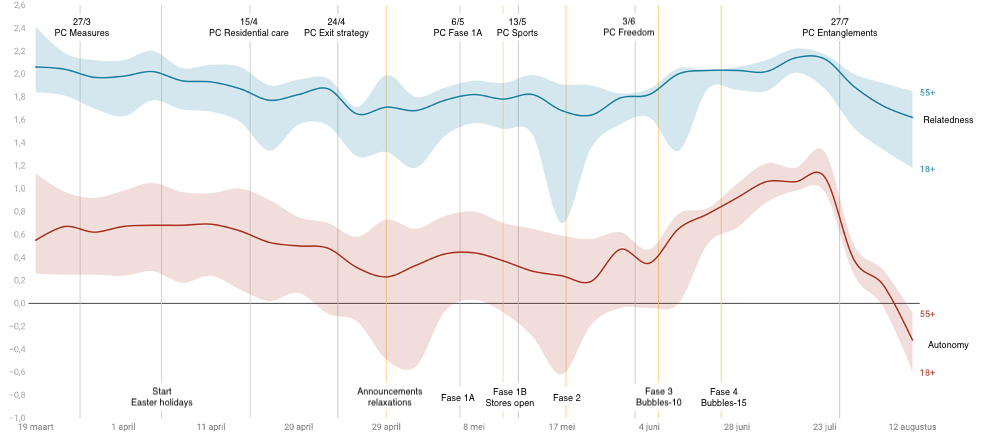 2,6
27/3
15/4
24/4
6/5
13/5
3/6
27/7
PC Measures
PC Residential care
PC Exit strategy
PC Fase 1A
PC Sports
PC Freedom
PC Entanglements
2,4
2,2
2,0
1,8
1,6
1,4
1,2
1,0
0,8
0,6
0,4
0,2
0,0
−0,2
−0,4
−0,6
−0,8
−1,0
55+
Relatedness
18+
55+
Autonomy
18+
Start
Easter holidays
Announcements
relaxations
Fase 1A
Fase 1B
Stores open
Fase 2
Fase 3
Bubbles-10
Fase 4
Bubbles-15
19 maart
1 april
11 april
20 april
29 april
8 mei
17 mei
4 juni
28 juni
23 juli
12 augustus